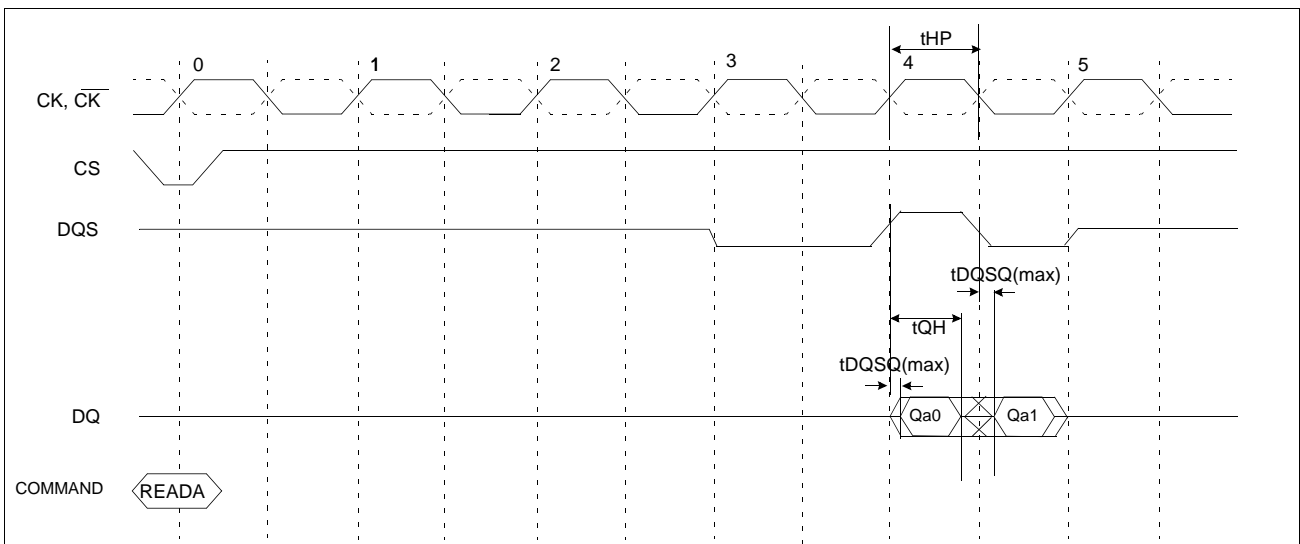 tHP
0 1 2 3 4 5
CK, CK
CS
DQS
tDQSQ(max)
tQH
tDQSQ(max)
DQ Qa0 Qa1
COMMAND READA